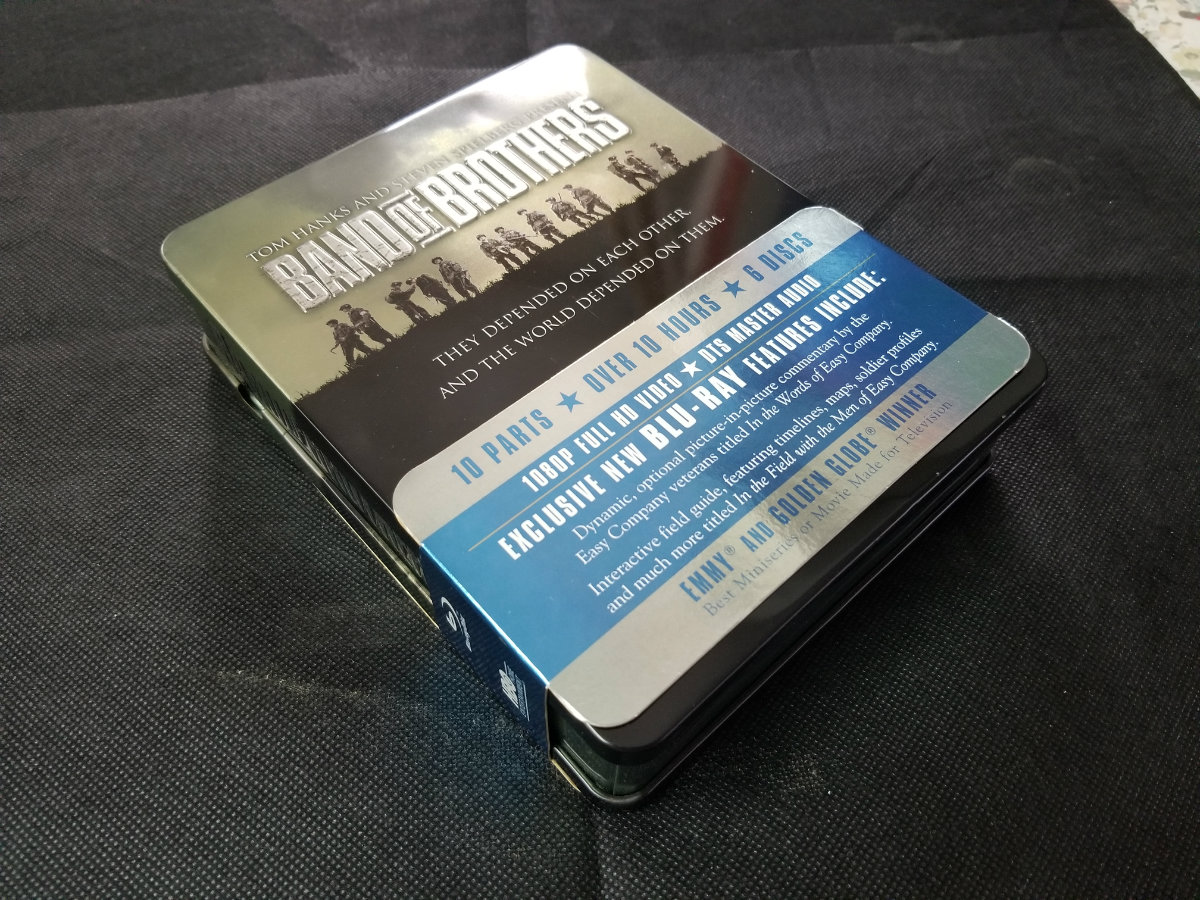 TOM HANKS AND STEVEN SPIELBERG PRESENT
BAND OF BROTHERS
THEY DEPENDED ON EACH OTHER.
AND THE WORLD DEPENDED ON THEM.
10 PARTS ★ OVER 10 HOURS ★ 6 DISCS
1080P FULL HD VIDEO ★ DTS MASTER AUDIO
EXCLUSIVE NEW BLU-RAY FEATURES INCLUDE:
Dynamic, optional picture-in-picture commentary by the
Easy Company veterans titled In the Words of Easy Company.
Interactive field guide, featuring timelines, maps, soldier profiles
and much more titled In the Field with the Men of Easy Company.
EMMY® AND GOLDEN GLOBE® WINNER
Best Miniseries or Movie Made for Television
HBO